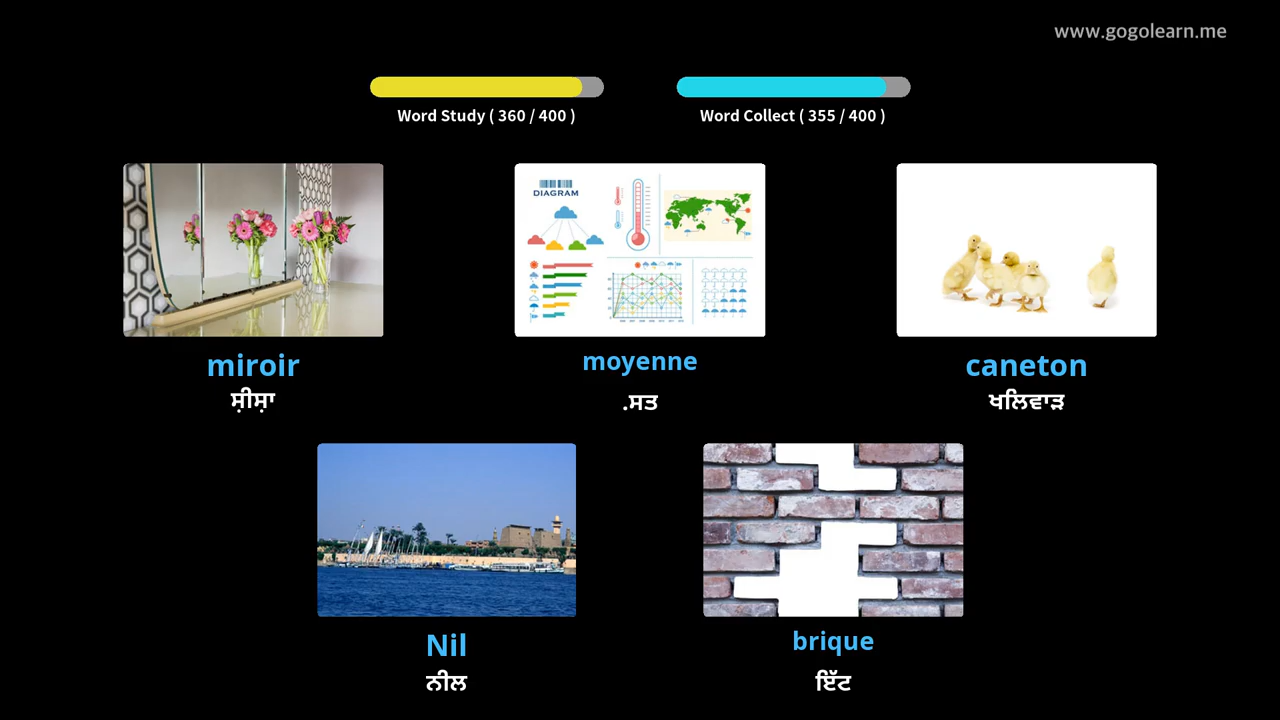 www.gogolearn.me
Word Study ( 360 / 400 )
Word Collect ( 355 / 400 )
DIAGRAM
miroir
ਸ਼ੀਸ਼ਾ
moyenne
.ਸਤ
caneton
ਖਲਿਵਾੜ
Nil
ਨੀਲ
brique
ਇੱਟ